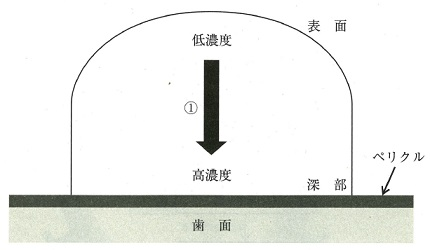 表 面
低濃度
①
ペリクル
高濃度
深 部
歯 面